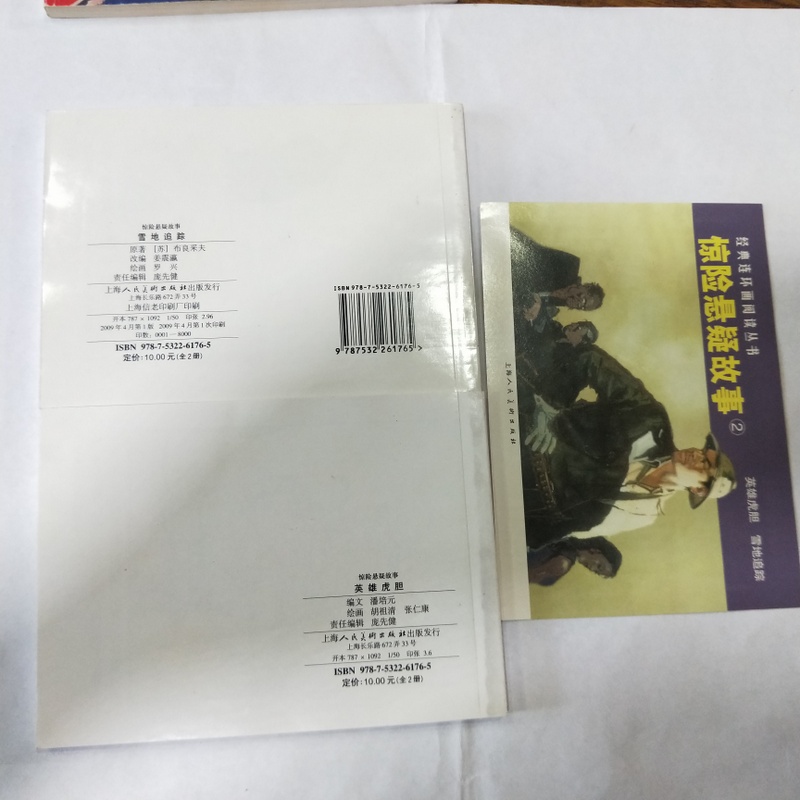 惊险悬疑故事
雪地追踪
原著 [苏] 布良采夫
改编 姜震瀛
绘画 罗兴
责任编辑 庞先健
上海人民美术出版社出版发行
上海长乐路672弄33号
上海信老印刷厂印刷
开本 787×1092 1/50 印张 2.96
2009年4月第1版 2009年4月第1次印刷
印数:0001—8000
ISBN 978-7-5322-6176-5
定价:10.00元(全2册)
ISBN 978-7-5322-6176-5
9 787532 261765 >
惊险悬疑故事
英雄虎胆
编文 潘培元
绘画 胡祖清 张仁康
责任编辑 庞先健
上海人民美术出版社出版发行
上海长乐路672弄33号
开本 787×1092 1/50 印张 3.6
ISBN 978-7-5322-6176-5
定价:10.00元(全2册)
经典连环画阅读丛书
惊险悬疑故事②
英雄虎胆 雪地追踪
上海人民美术出版社